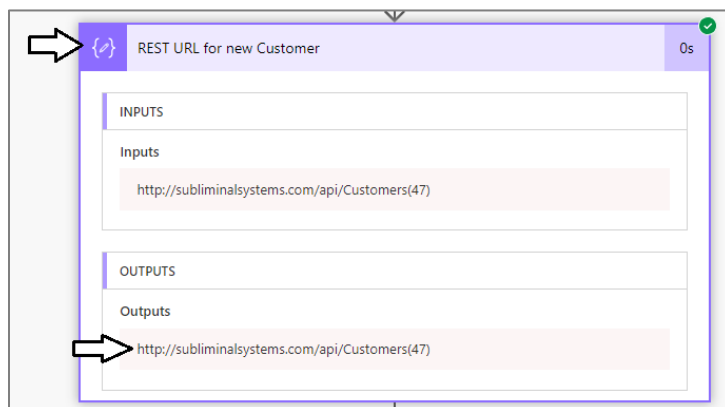 REST URL for new Customer 0s
INPUTS
Inputs
http://subliminalsystems.com/api/Customers(47)
OUTPUTS
Outputs
http://subliminalsystems.com/api/Customers(47)